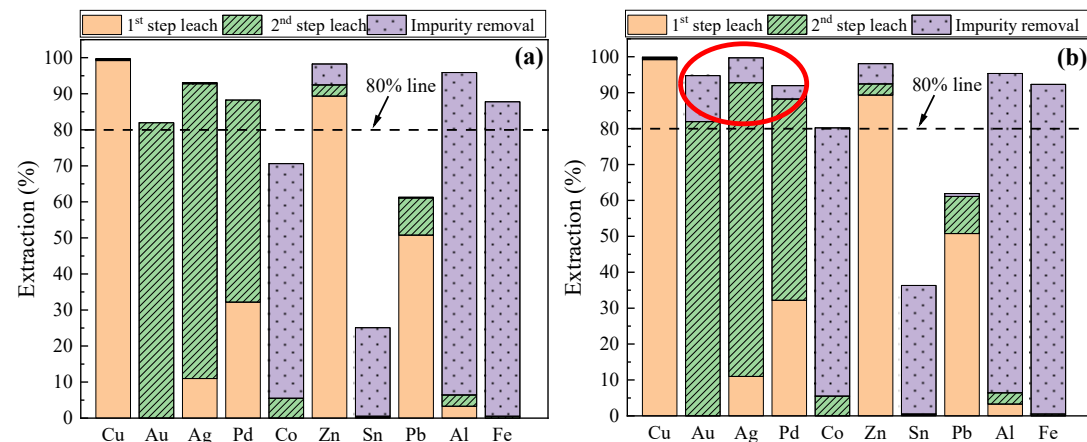 1st step leach 2nd step leach Impurity removal
(a)
80% line
Extraction (%)
100
90
80
70
60
50
40
30
20
10
0
Cu Au Ag Pd Co Zn Sn Pb Al Fe
1st step leach 2nd step leach Impurity removal
(b)
80% line
Extraction (%)
100
90
80
70
60
50
40
30
20
10
0
Cu Au Ag Pd Co Zn Sn Pb Al Fe